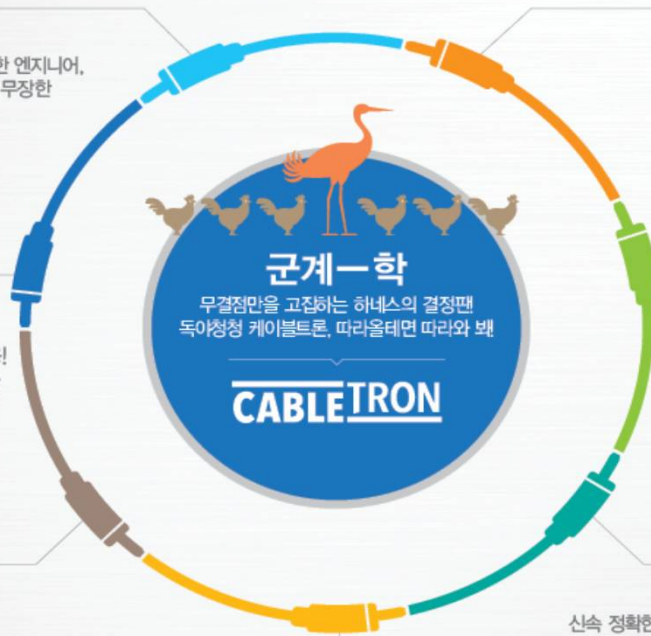 한 엔지니어,
무장한
군계一학
무결점만을 고집하는 하네스의 결정판!
독야청청 케이블트론, 따라올테면 따라와 봐!
CABLETRON
신속 정확한